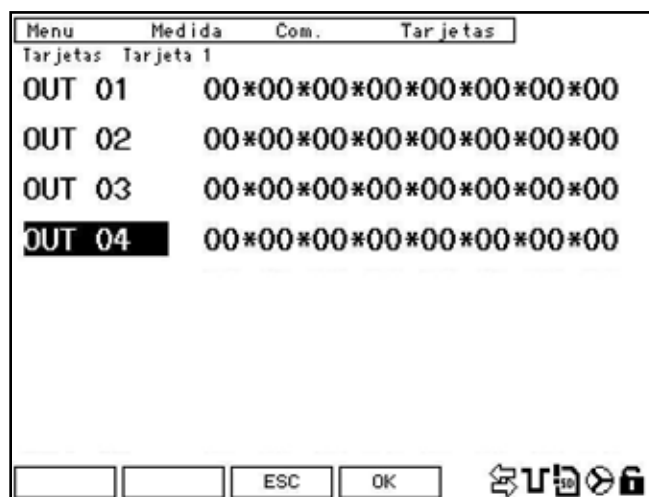 Menu Medida Com. Tarjetas
Tarjetas Tarjeta 1
OUT 01 00*00*00*00*00*00*00*00
OUT 02 00*00*00*00*00*00*00*00
OUT 03 00*00*00*00*00*00*00*00
OUT 04 00*00*00*00*00*00*00*00
ESC OK SD